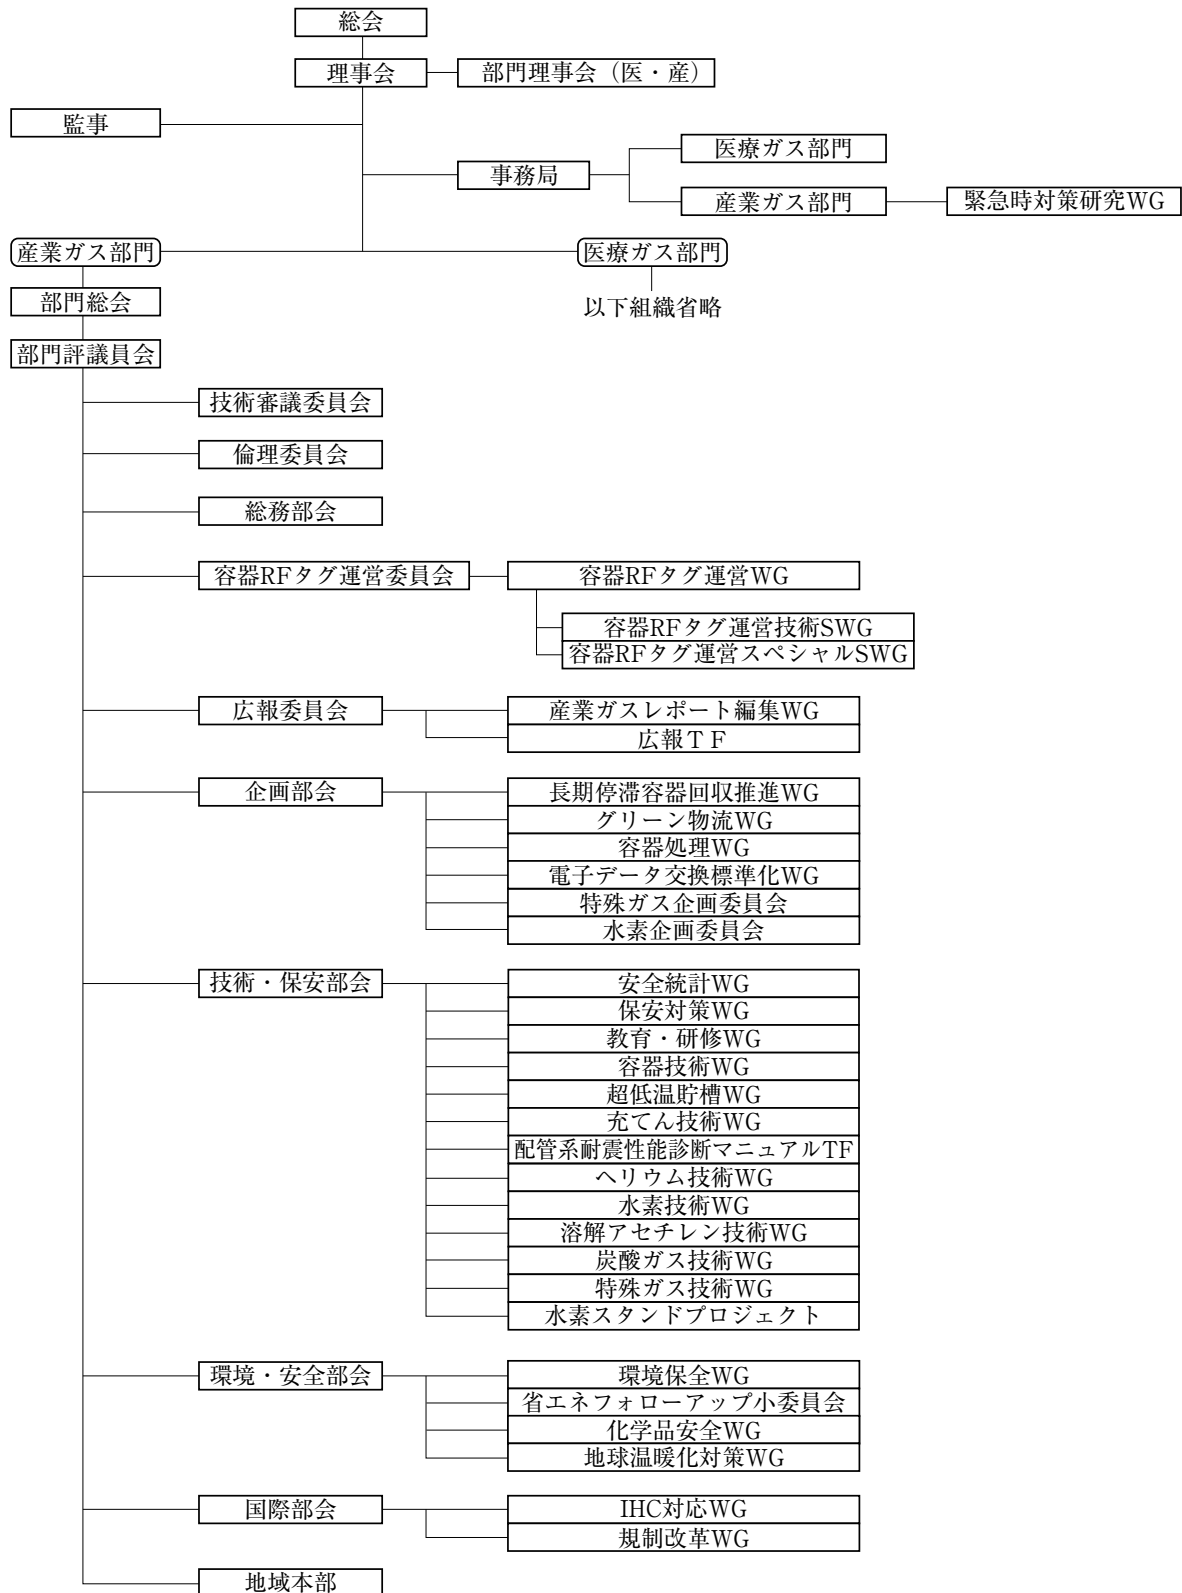 総会
理事会
部門理事会（医・産）
監事
医療ガス部門
事務局
産業ガス部門
緊急時対策研究WG
産業ガス部門
医療ガス部門
部門総会
以下組織省略
部門評議員会
技術審議委員会
倫理委員会
総務部会
容器RFタグ運営委員会
容器RFタグ運営WG
容器RFタグ運営技術SWG
容器RFタグ運営スペシャルSWG
広報委員会
産業ガスレポート編集WG
広報ＴＦ
企画部会
長期停滞容器回収推進WG
グリーン物流WG
容器処理WG
電子データ交換標準化WG
特殊ガス企画委員会
水素企画委員会
技術・保安部会
安全統計WG
保安対策WG
教育・研修WG
容器技術WG
超低温貯槽WG
充てん技術WG
配管系耐震性能診断マニュアルTF
ヘリウム技術WG
水素技術WG
溶解アセチレン技術WG
炭酸ガス技術WG
特殊ガス技術WG
水素スタンドプロジェクト
環境・安全部会
環境保全WG
省エネフォローアップ小委員会
化学品安全WG
地球温暖化対策WG
国際部会
IHC対応WG
規制改革WG
地域本部